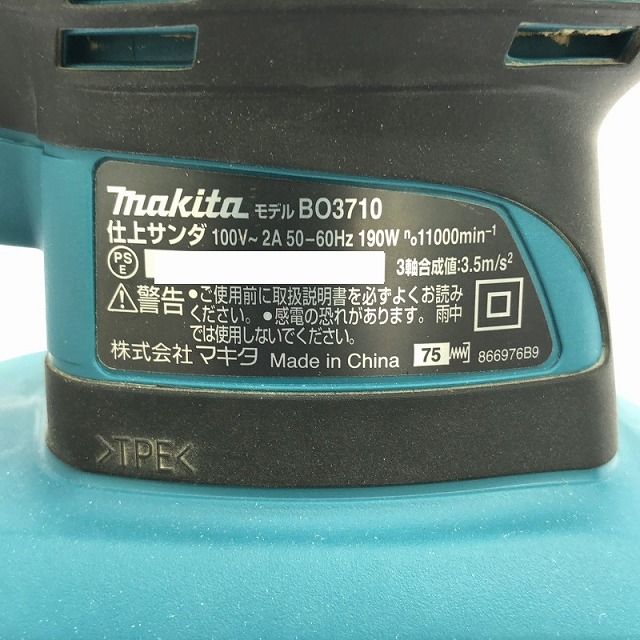 makita モデル BO3710
仕上サンダ 100V~ 2A 50-60Hz 190W n₀11000min⁻¹
PS E 3軸合成値:3.5m/s²
警告 ●ご使用前に取扱説明書を必ずよくお読み
ください。 ●感電の恐れがあります。雨中
では使用しないでください。
株式会社 マキタ Made in China 75 866976B9
>TPE<